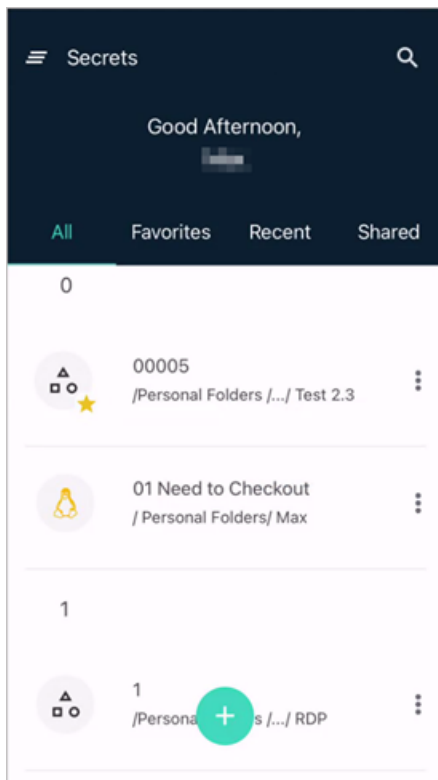 Secrets
Good Afternoon,
All Favorites Recent Shared
0
00005
/Personal Folders /.../ Test 2.3
01 Need to Checkout
/ Personal Folders/ Max
1
1
/.../ RDP